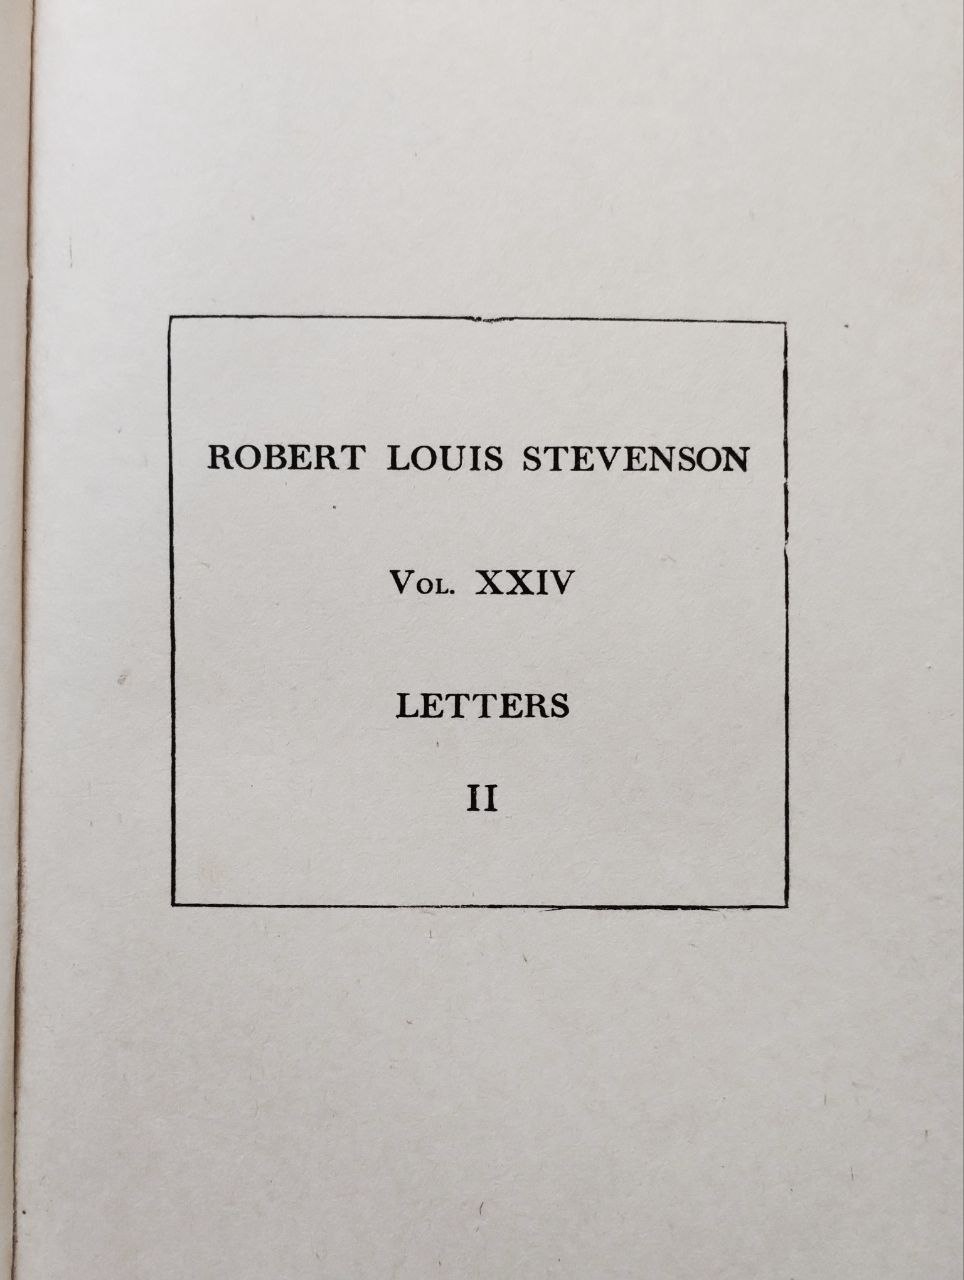 ROBERT LOUIS STEVENSON
Vol. XXIV
LETTERS
II